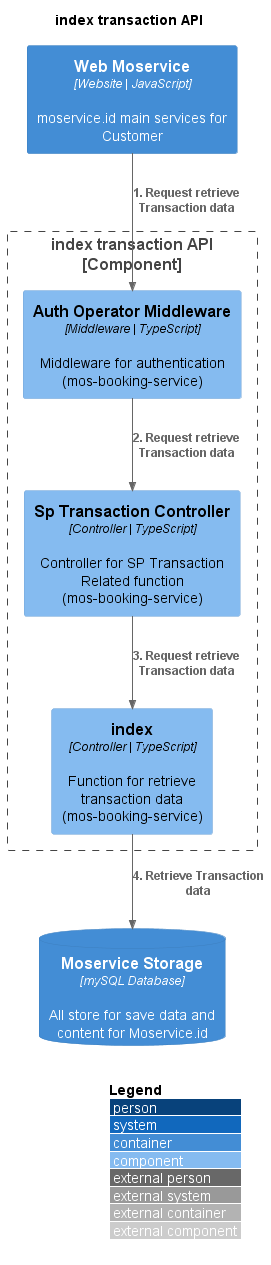 index transaction API
Web Moservice
[Website | JavaScript]
moservice.id main services for
Customer
1. Request retrieve
Transaction data
index transaction API
[Component]
Auth Operator Middleware
[Middleware | TypeScript]
Middleware for authentication
(mos-booking-service)
2. Request retrieve
Transaction data
Sp Transaction Controller
[Controller | TypeScript]
Controller for SP Transaction
Related function
(mos-booking-service)
3. Request retrieve
Transaction data
index
[Controller | TypeScript]
Function for retrieve
transaction data
(mos-booking-service)
4. Retrieve Transaction
data
Moservice Storage
[mySQL Database]
All store for save data and
content for Moservice.id
Legend
person
system
container
component
external person
external system
external container
external component